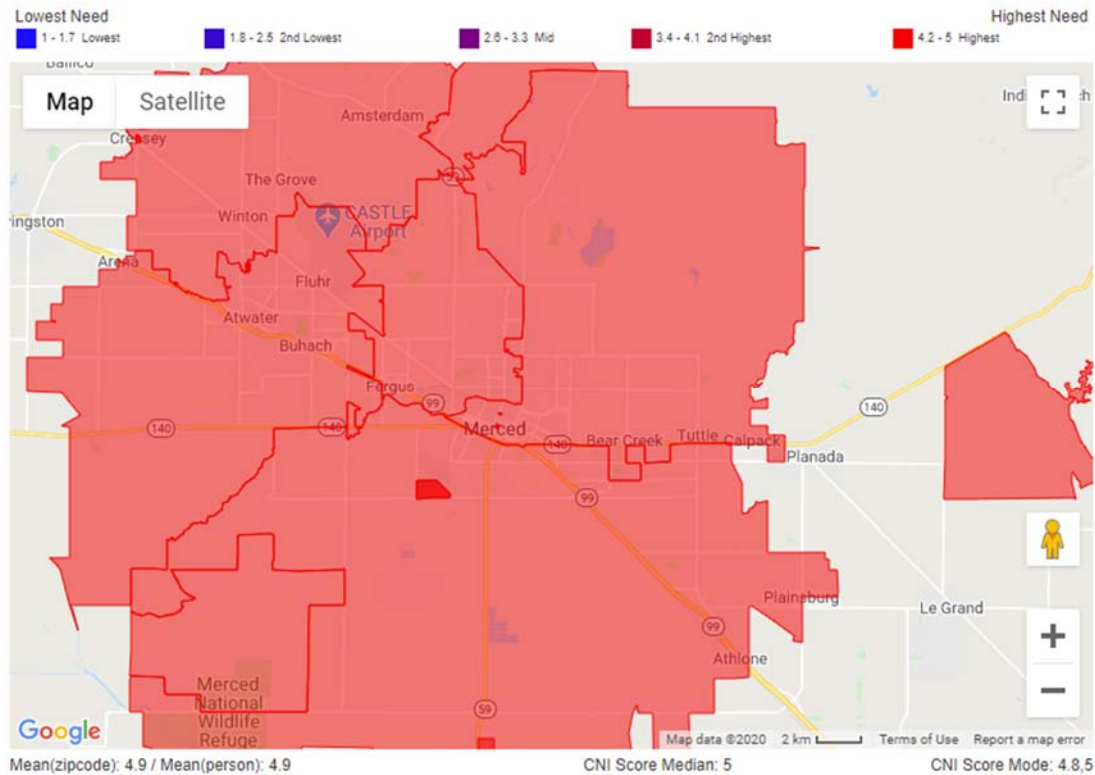 Lowest Need
Highest Need
1 - 1.7 Lowest
1.8 - 2.5 2nd Lowest
2.6 - 3.3 Mid
3.4 - 4.1 2nd Highest
4.2 - 5 Highest
Ballico
Map
Satellite
Amsterdam
Cressey
59
The Grove
Winton
CASTLE
Airport
Arena
Fluhr
Atwater
Buhach
Fergus
99
140
140
140
Merced
140
Bear Creek
Tuttle
Calpack
Planada
99
Plainsburg
Le Grand
99
Athlone
Merced
National
Wildlife
Refuge
59
Google
Map data ©2020
2 km
Terms of Use
Report a map error
Mean(zipcode): 4.9 / Mean(person): 4.9
CNI Score Median: 5
CNI Score Mode: 4.8,5